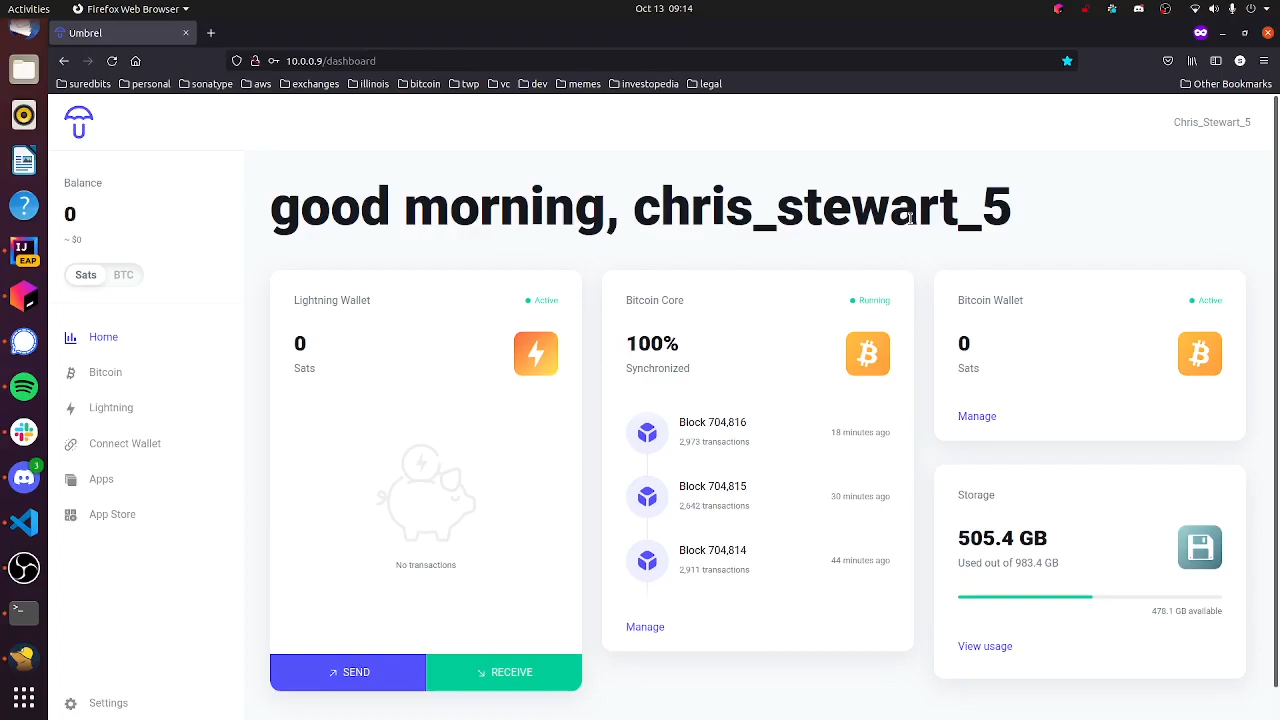 Activities
Firefox Web Browser
Oct 13 09:14
Umbrel
10.0.0.9/dashboard
suredbits
personal
sonatype
aws
exchanges
illinois
bitcoin
twp
vc
dev
memes
investopedia
legal
Other Bookmarks
U
Chris_Stewart_5
Balance
0
~ $0
Sats
BTC
Home
Bitcoin
Lightning
Connect Wallet
Apps
App Store
Settings
good morning, chris_stewart_5
Lightning Wallet
Active
0
Sats
No transactions
SEND
RECEIVE
Bitcoin Core
Running
100%
Synchronized
Block 704,816
2,973 transactions
18 minutes ago
Block 704,815
2,642 transactions
30 minutes ago
Block 704,814
2,911 transactions
44 minutes ago
Manage
Bitcoin Wallet
Active
0
Sats
Manage
Storage
505.4 GB
Used out of 983.4 GB
478.1 GB available
View usage
IJ
EAP
3